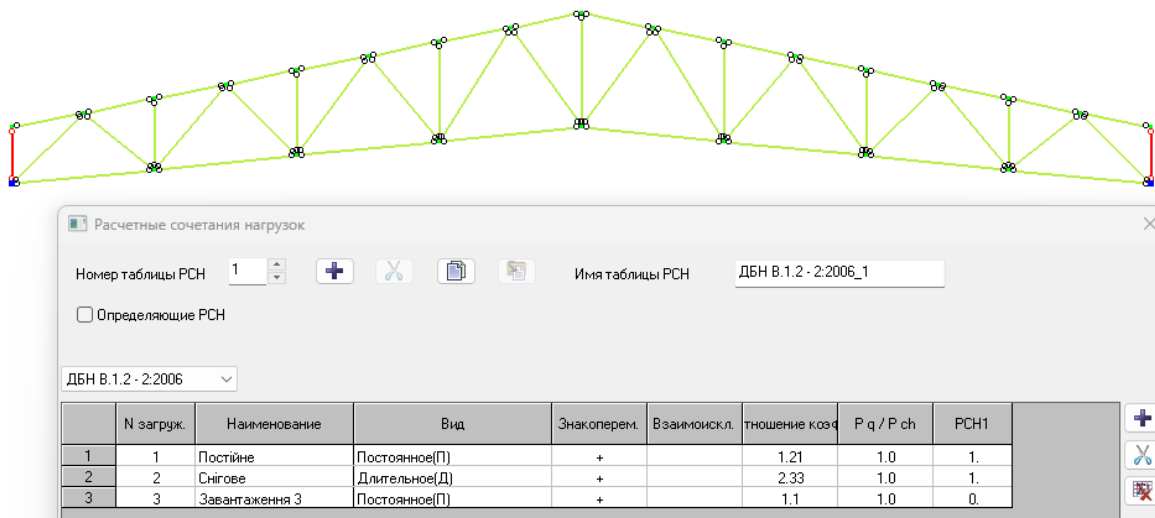 Расчетные сочетания нагрузок
Номер таблицы РСН 1 Имя таблицы РСН ДБН В.1.2 - 2:2006_1
Определяющие РСН
ДБН В.1.2 - 2:2006
N загруж. Наименование Вид Знакоперем. Взаимоискл. тношение коэф P q / P ch РСН1
1 1 Постійне Постоянное(П) + 1.21 1.0 1.
2 2 Снігове Длительное(Д) + 2.33 1.0 1.
3 3 Завантаження 3 Постоянное(П) + 1.1 1.0 0.